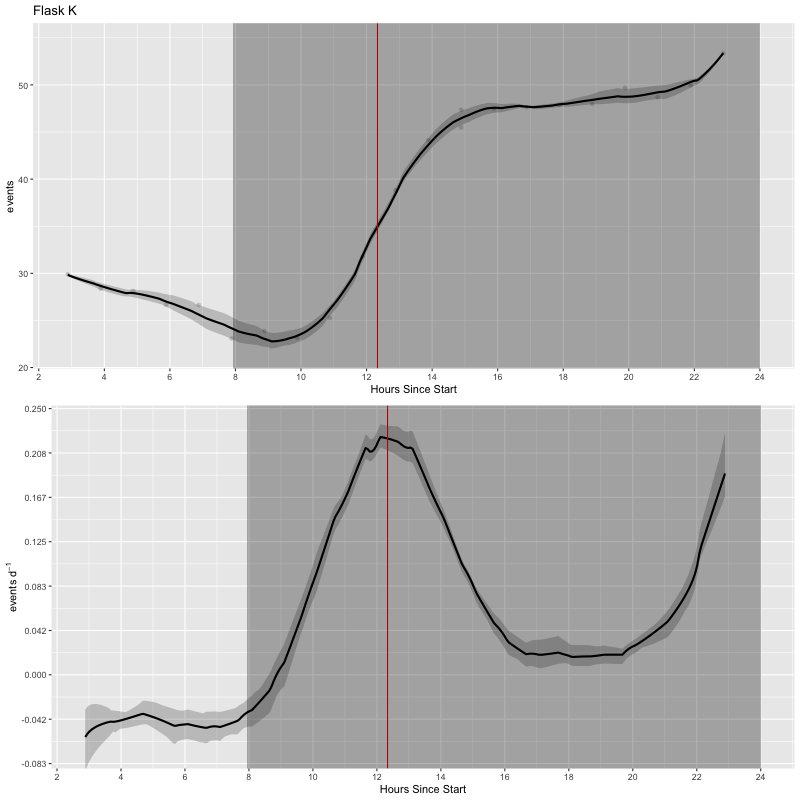 Flask K
50
40
30
20
events
2 4 6 8 10 12 14 16 18 20 22 24
Hours Since Start
0.250
0.208
0.167
0.125
0.083
0.042
0.000
-0.042
-0.083
events d⁻¹
2 4 6 8 10 12 14 16 18 20 22 24
Hours Since Start